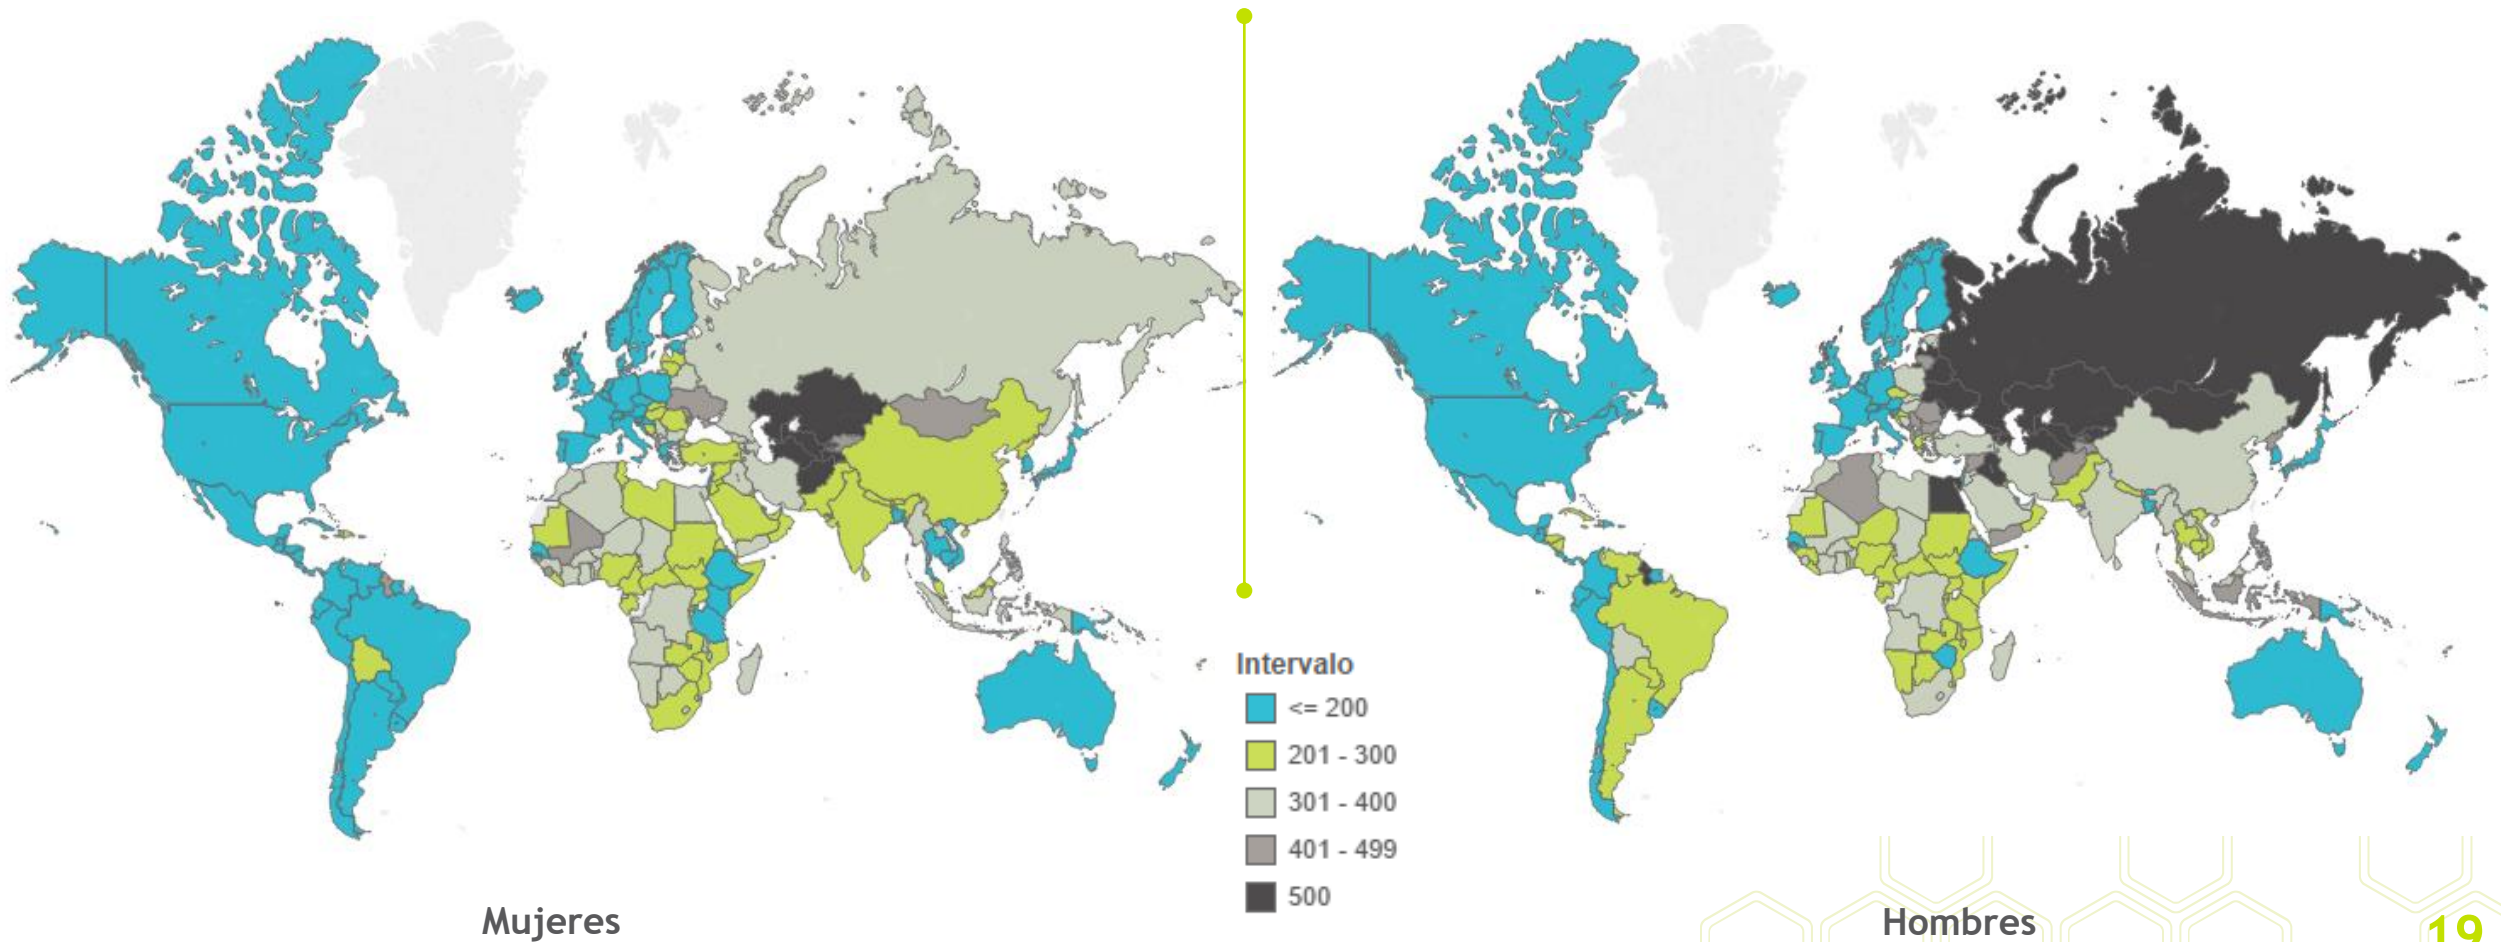 Intervalo
<= 200
201 - 300
301 - 400
401 - 499
500
Mujeres
Hombres
19